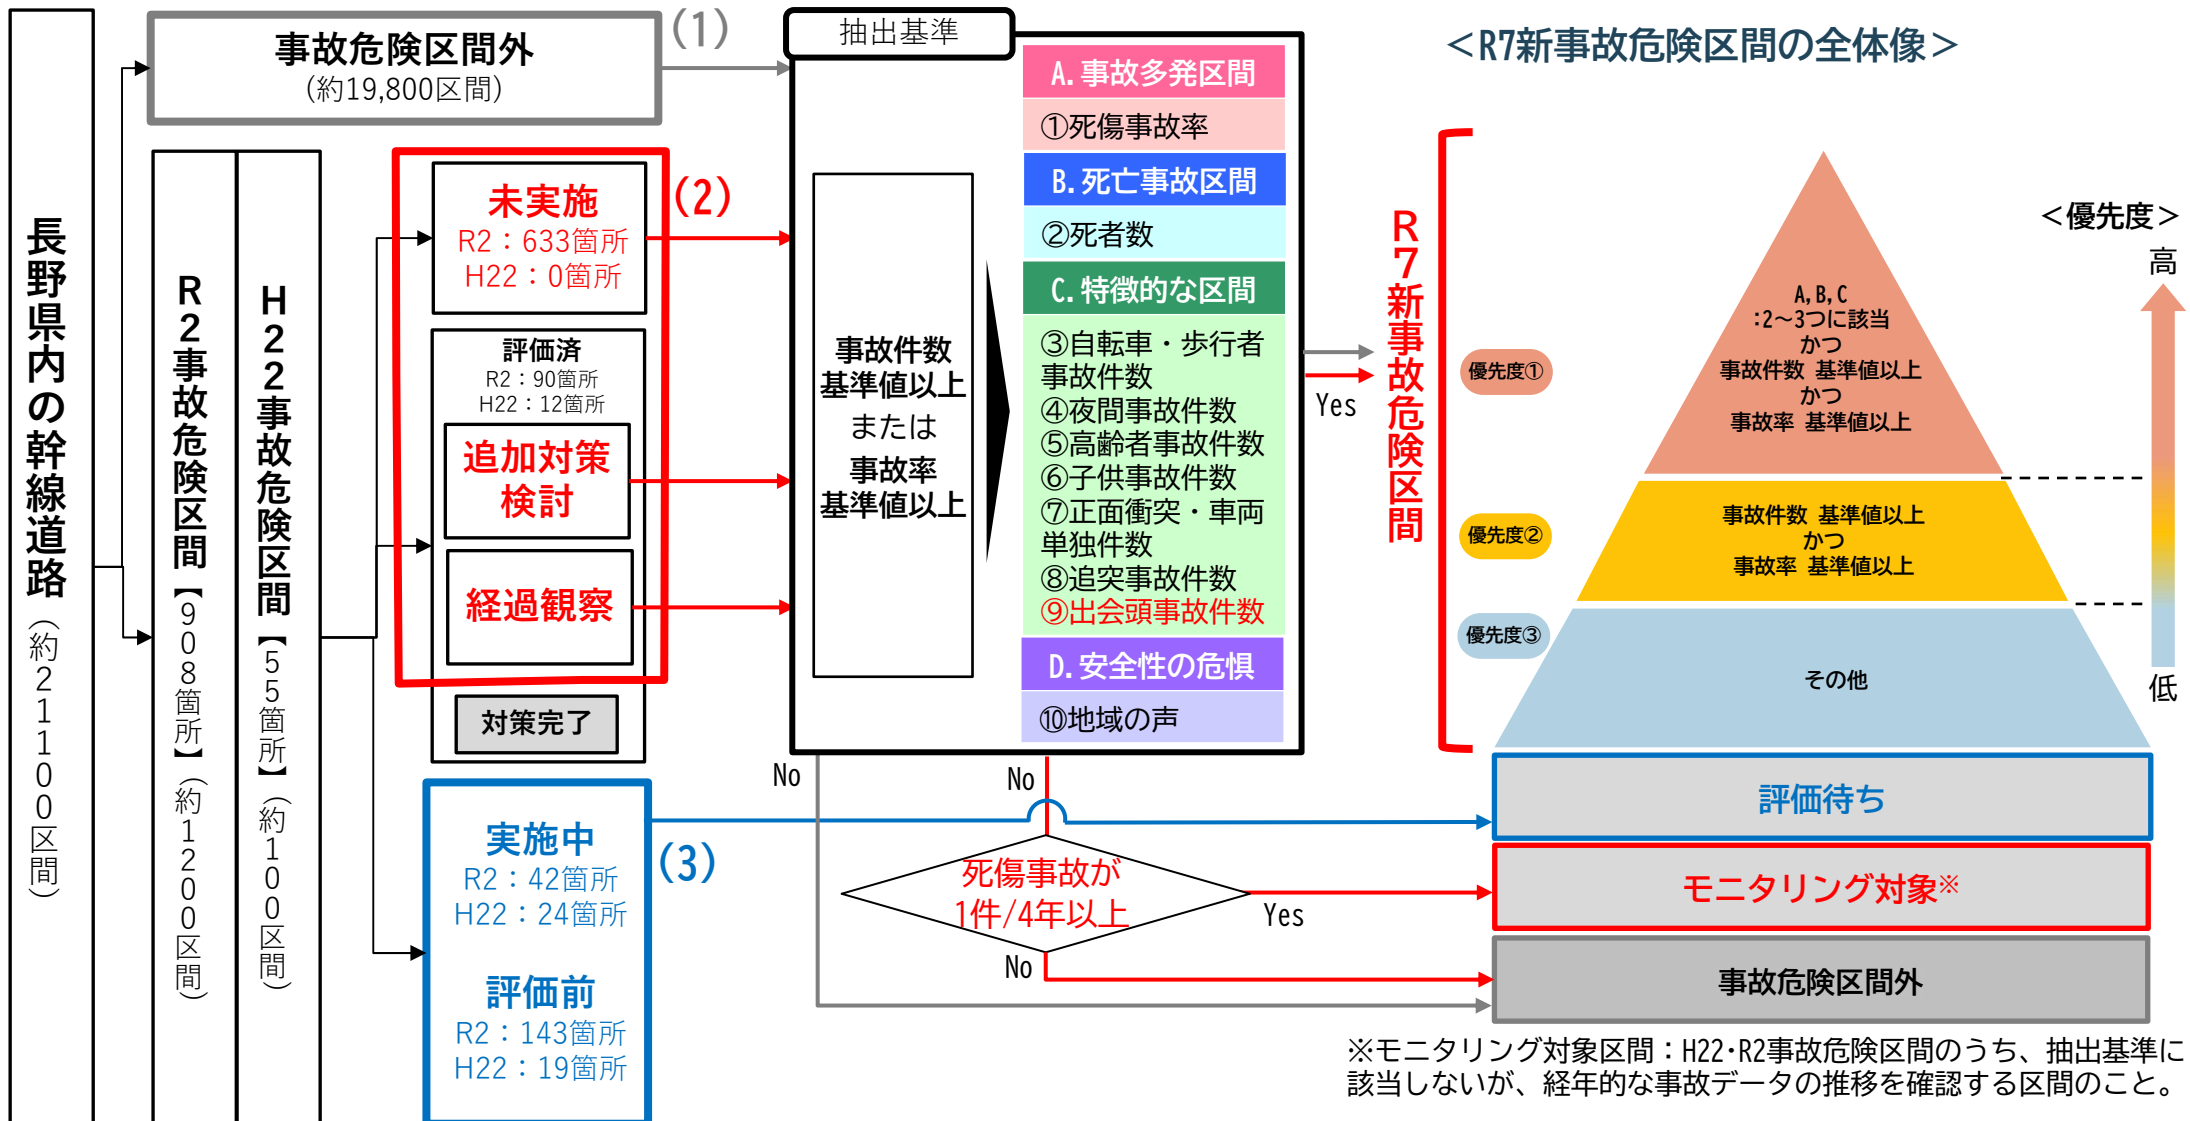 長野県内の幹線道路（約21100区間）
R2事故危険区間【908箇所】（約1200区間）
H22事故危険区間【55箇所】（約100区間）
事故危険区間外
(約19,800区間)
(1)
未実施
R2：633箇所
H22：0箇所
(2)
評価済
R2：90箇所
H22：12箇所
追加対策
検討
経過観察
対策完了
実施中
R2：42箇所
H22：24箇所
(3)
評価前
R2：143箇所
H22：19箇所
抽出基準
事故件数
基準値以上
または
事故率
基準値以上
A.事故多発区間
①死傷事故率
B.死亡事故区間
②死者数
C.特徴的な区間
③自転車・歩行者
事故件数
④夜間事故件数
⑤高齢者事故件数
⑥子供事故件数
⑦正面衝突・車両
単独件数
⑧追突事故件数
⑨出会頭事故件数
D.安全性の危惧
⑩地域の声
Yes
No
No
死傷事故が
1件/4年以上
Yes
No
＜R7新事故危険区間の全体像＞
R7新事故危険区間
＜優先度＞
高
低
優先度①
A,B,C
:2～3つに該当
かつ
事故件数 基準値以上
かつ
事故率 基準値以上
優先度②
事故件数 基準値以上
かつ
事故率 基準値以上
優先度③
その他
評価待ち
モニタリング対象※
事故危険区間外
※モニタリング対象区間：H22･R2事故危険区間のうち、抽出基準に
該当しないが、経年的な事故データの推移を確認する区間のこと。